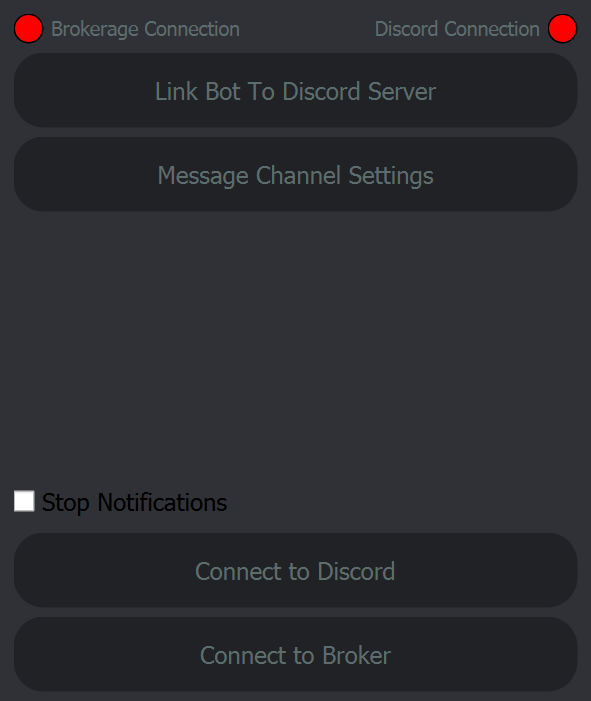 Brokerage Connection
Discord Connection
Link Bot To Discord Server
Message Channel Settings
Stop Notifications
Connect to Discord
Connect to Broker